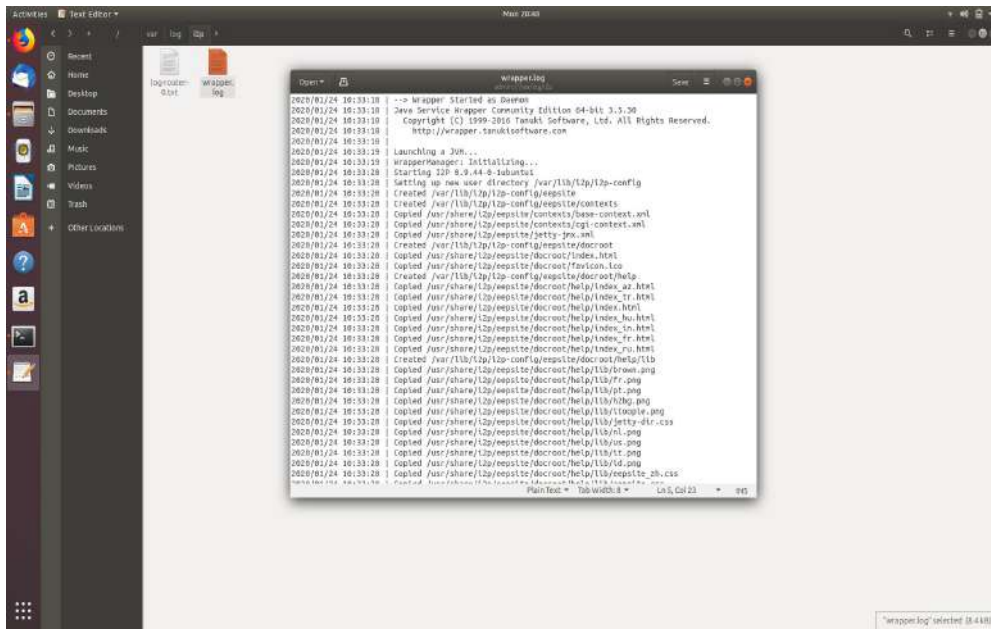 Activities Text Editor
var log i2p
Recent
Home
Desktop
Documents
Downloads
Music
Pictures
Videos
Trash
+ Other Locations
log-router-0.txt
wrapper.log
Open
wrapper.log
Save
2020/01/24 10:33:18 | --> Wrapper Started as Daemon
2020/01/24 10:33:18 | Java Service Wrapper Community Edition 64-bit 3.5.30
2020/01/24 10:33:18 | Copyright (C) 1999-2016 Tanuki Software, Ltd. All Rights Reserved.
2020/01/24 10:33:18 | http://wrapper.tanukisoftware.com
2020/01/24 10:33:18 |
2020/01/24 10:33:19 | Launching a JVM...
2020/01/24 10:33:19 | WrapperManager: Initializing...
2020/01/24 10:33:20 | Starting I2P 0.9.44-0-1ubuntu1
2020/01/24 10:33:20 | Setting up new user directory /var/lib/i2p/i2p-config
2020/01/24 10:33:20 | Created /var/lib/i2p/i2p-config/eepsite
2020/01/24 10:33:20 | Created /var/lib/i2p/i2p-config/eepsite/contexts
2020/01/24 10:33:20 | Copied /usr/share/i2p/eepsite/contexts/base-context.xml
2020/01/24 10:33:20 | Copied /usr/share/i2p/eepsite/contexts/cgi-context.xml
2020/01/24 10:33:20 | Copied /usr/share/i2p/eepsite/jetty-jmx.xml
2020/01/24 10:33:20 | Created /var/lib/i2p/i2p-config/eepsite/docroot
2020/01/24 10:33:20 | Copied /usr/share/i2p/eepsite/docroot/index.html
2020/01/24 10:33:20 | Copied /usr/share/i2p/eepsite/docroot/favicon.ico
2020/01/24 10:33:20 | Created /var/lib/i2p/i2p-config/eepsite/docroot/help
2020/01/24 10:33:20 | Copied /usr/share/i2p/eepsite/docroot/help/index_az.html
2020/01/24 10:33:20 | Copied /usr/share/i2p/eepsite/docroot/help/index_tr.html
2020/01/24 10:33:20 | Copied /usr/share/i2p/eepsite/docroot/help/index.html
2020/01/24 10:33:20 | Copied /usr/share/i2p/eepsite/docroot/help/index_hu.html
2020/01/24 10:33:20 | Copied /usr/share/i2p/eepsite/docroot/help/index_in.html
2020/01/24 10:33:20 | Copied /usr/share/i2p/eepsite/docroot/help/index_fr.html
2020/01/24 10:33:20 | Copied /usr/share/i2p/eepsite/docroot/help/index_ru.html
2020/01/24 10:33:20 | Created /var/lib/i2p/i2p-config/eepsite/docroot/help/lib
2020/01/24 10:33:20 | Copied /usr/share/i2p/eepsite/docroot/help/lib/brown.png
2020/01/24 10:33:20 | Copied /usr/share/i2p/eepsite/docroot/help/lib/fr.png
2020/01/24 10:33:20 | Copied /usr/share/i2p/eepsite/docroot/help/lib/pt.png
2020/01/24 10:33:20 | Copied /usr/share/i2p/eepsite/docroot/help/lib/h2bg.png
2020/01/24 10:33:20 | Copied /usr/share/i2p/eepsite/docroot/help/lib/itoopie.png
2020/01/24 10:33:20 | Copied /usr/share/i2p/eepsite/docroot/help/lib/jetty-dir.css
2020/01/24 10:33:20 | Copied /usr/share/i2p/eepsite/docroot/help/lib/nl.png
2020/01/24 10:33:20 | Copied /usr/share/i2p/eepsite/docroot/help/lib/us.png
2020/01/24 10:33:20 | Copied /usr/share/i2p/eepsite/docroot/help/lib/it.png
2020/01/24 10:33:20 | Copied /usr/share/i2p/eepsite/docroot/help/lib/id.png
2020/01/24 10:33:20 | Copied /usr/share/i2p/eepsite/docroot/help/lib/eepsite_zh.css
Plain Text Tab Width: 8 Ln 5, Col 23 INS
"wrapper.log" selected (8.4 kB)